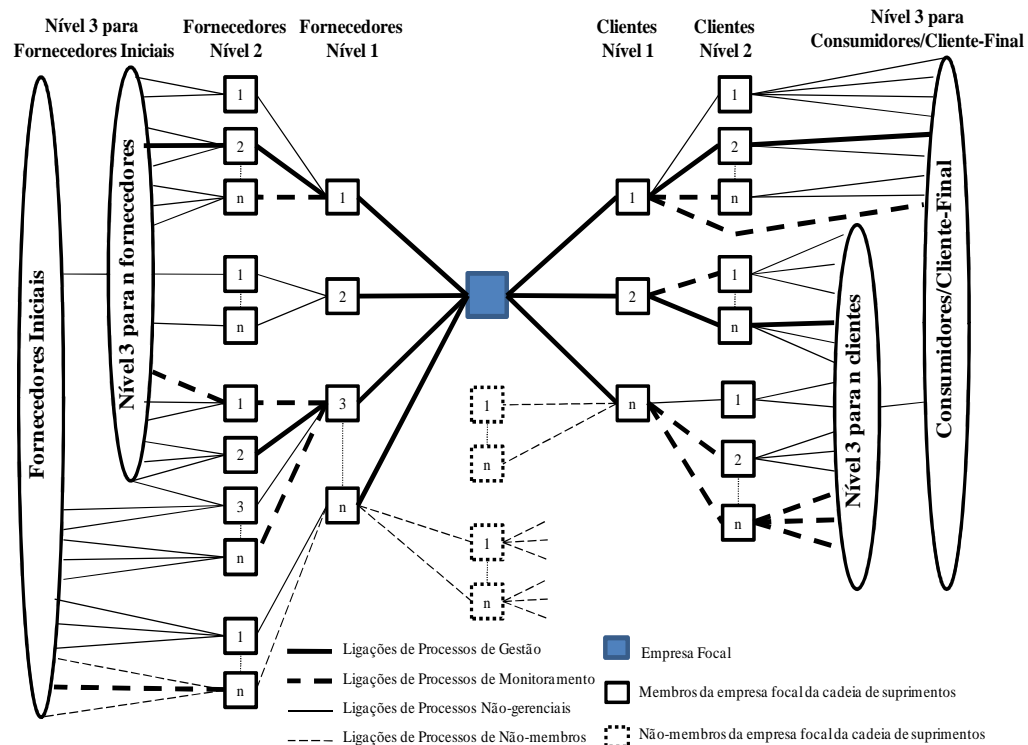 Nível 3 para
Fornecedores Iniciais
Fornecedores
Nível 2
Fornecedores
Nível 1
Clientes
Nível 1
Clientes
Nível 2
Nível 3 para
Consumidores/Cliente-Final
Fornecedores Iniciais
Nível 3 para n fornecedores
1
2
n
1
n
1
2
3
n
1
n
1
2
3
n
1
n
1
n
1
2
n
1
2
n
1
n
1
2
n
Nível 3 para n clientes
Consumidores/Cliente-Final
Ligações de Processos de Gestão
Ligações de Processos de Monitoramento
Ligações de Processos Não-gerenciais
Ligações de Processos de Não-membros
Empresa Focal
Membros da empresa focal da cadeia de suprimentos
Não-membros da empresa focal da cadeia de suprimentos